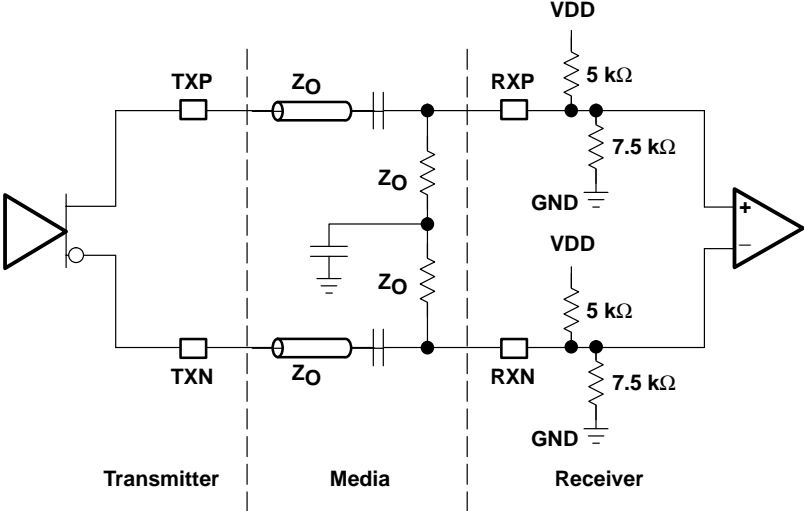 VDD
TXP
ZO
RXP
5 kΩ
7.5 kΩ
ZO
GND
+
VDD
−
ZO
5 kΩ
TXN
ZO
RXN
7.5 kΩ
GND
Transmitter
Media
Receiver